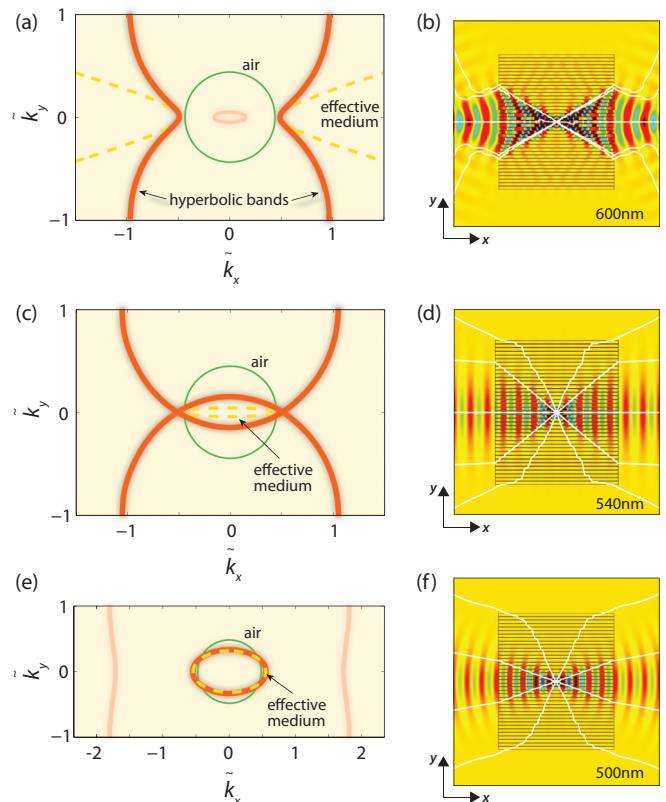 (a)
1
air
k̃y
0
effective
medium
hyperbolic bands
−1
−1
0
1
k̃x
(b)
y
x
600nm
(c)
1
air
k̃y
0
effective
medium
−1
−1
0
1
k̃x
(d)
y
x
540nm
(e)
1
air
k̃y
0
effective
medium
-1
-2
-1
0
1
2
k̃x
(f)
y
x
500nm